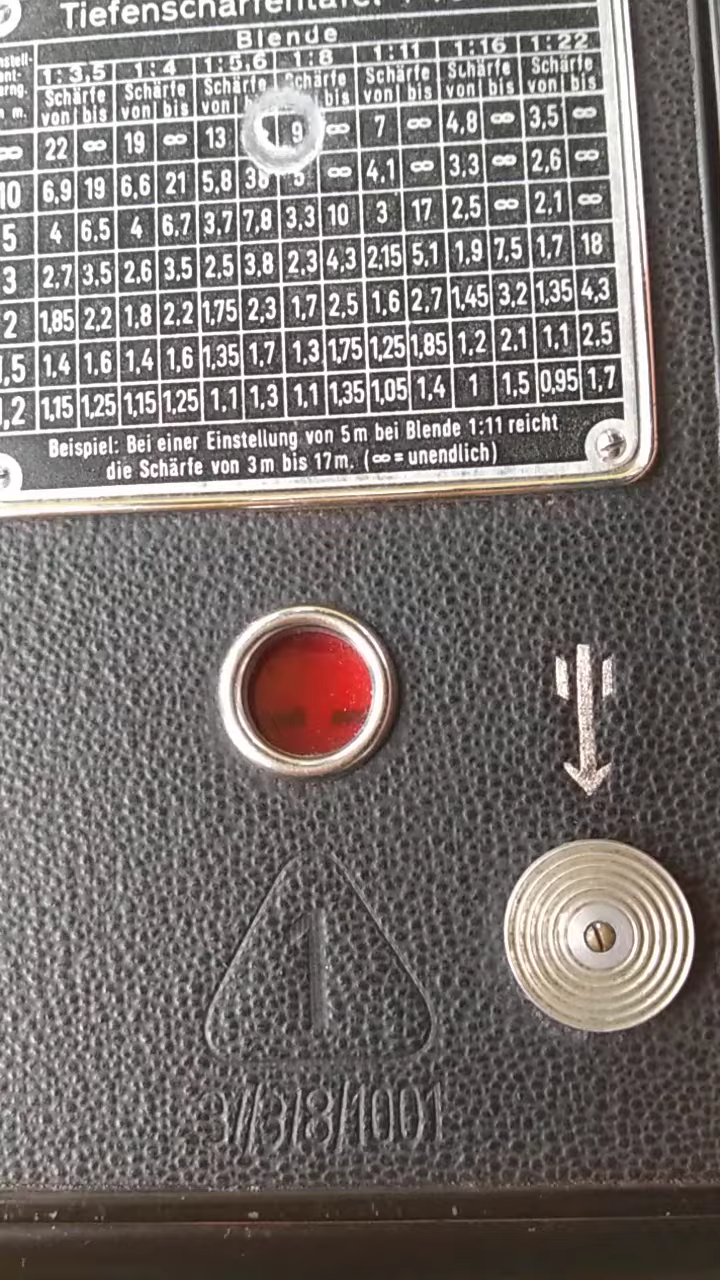 Tiefenschärfentafel
Blende
1:3,5 1:4 1:5,6 1:8 1:11 1:16 1:22
Schärfe Schärfe Schärfe Schärfe Schärfe Schärfe Schärfe
von bis von bis von bis von bis von bis von bis
∞ 22 ∞ 19 ∞ 13 9 ∞ 7 ∞ 4,8 ∞ 3,5 ∞
10 6,9 19 6,6 21 5,8 38 5 ∞ 4,1 ∞ 3,3 ∞ 2,6 ∞
5 4 6,5 4 6,7 3,7 7,8 3,3 10 3 17 2,5 ∞ 2,1 ∞
3 2,7 3,5 2,6 3,5 2,5 3,8 2,3 4,3 2,15 5,1 1,9 7,5 1,7 18
2 1,85 2,2 1,8 2,2 1,75 2,3 1,7 2,5 1,6 2,7 1,45 3,2 1,35 4,3
,5 1,4 1,6 1,4 1,6 1,35 1,7 1,3 1,75 1,25 1,85 1,2 2,1 1,1 2,5
,2 1,15 1,25 1,15 1,25 1,1 1,3 1,1 1,35 1,05 1,4 1 1,5 0,95 1,7
Beispiel: Bei einer Einstellung von 5m bei Blende 1:11 reicht
die Schärfe von 3m bis 17m. (∞ = unendlich)
1